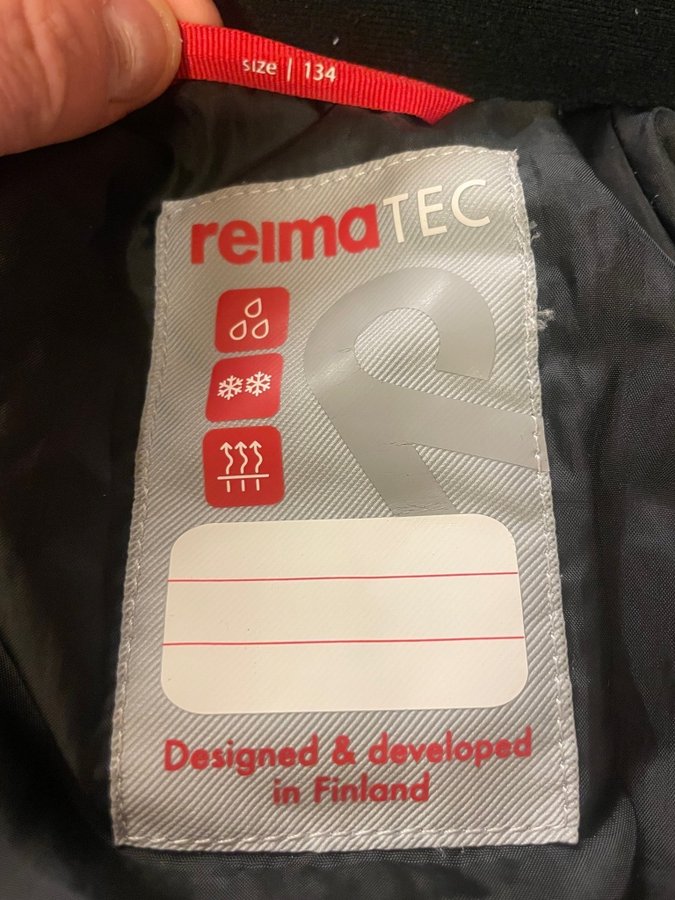 size | 134
reimaTEC
Designed & developed
in Finland